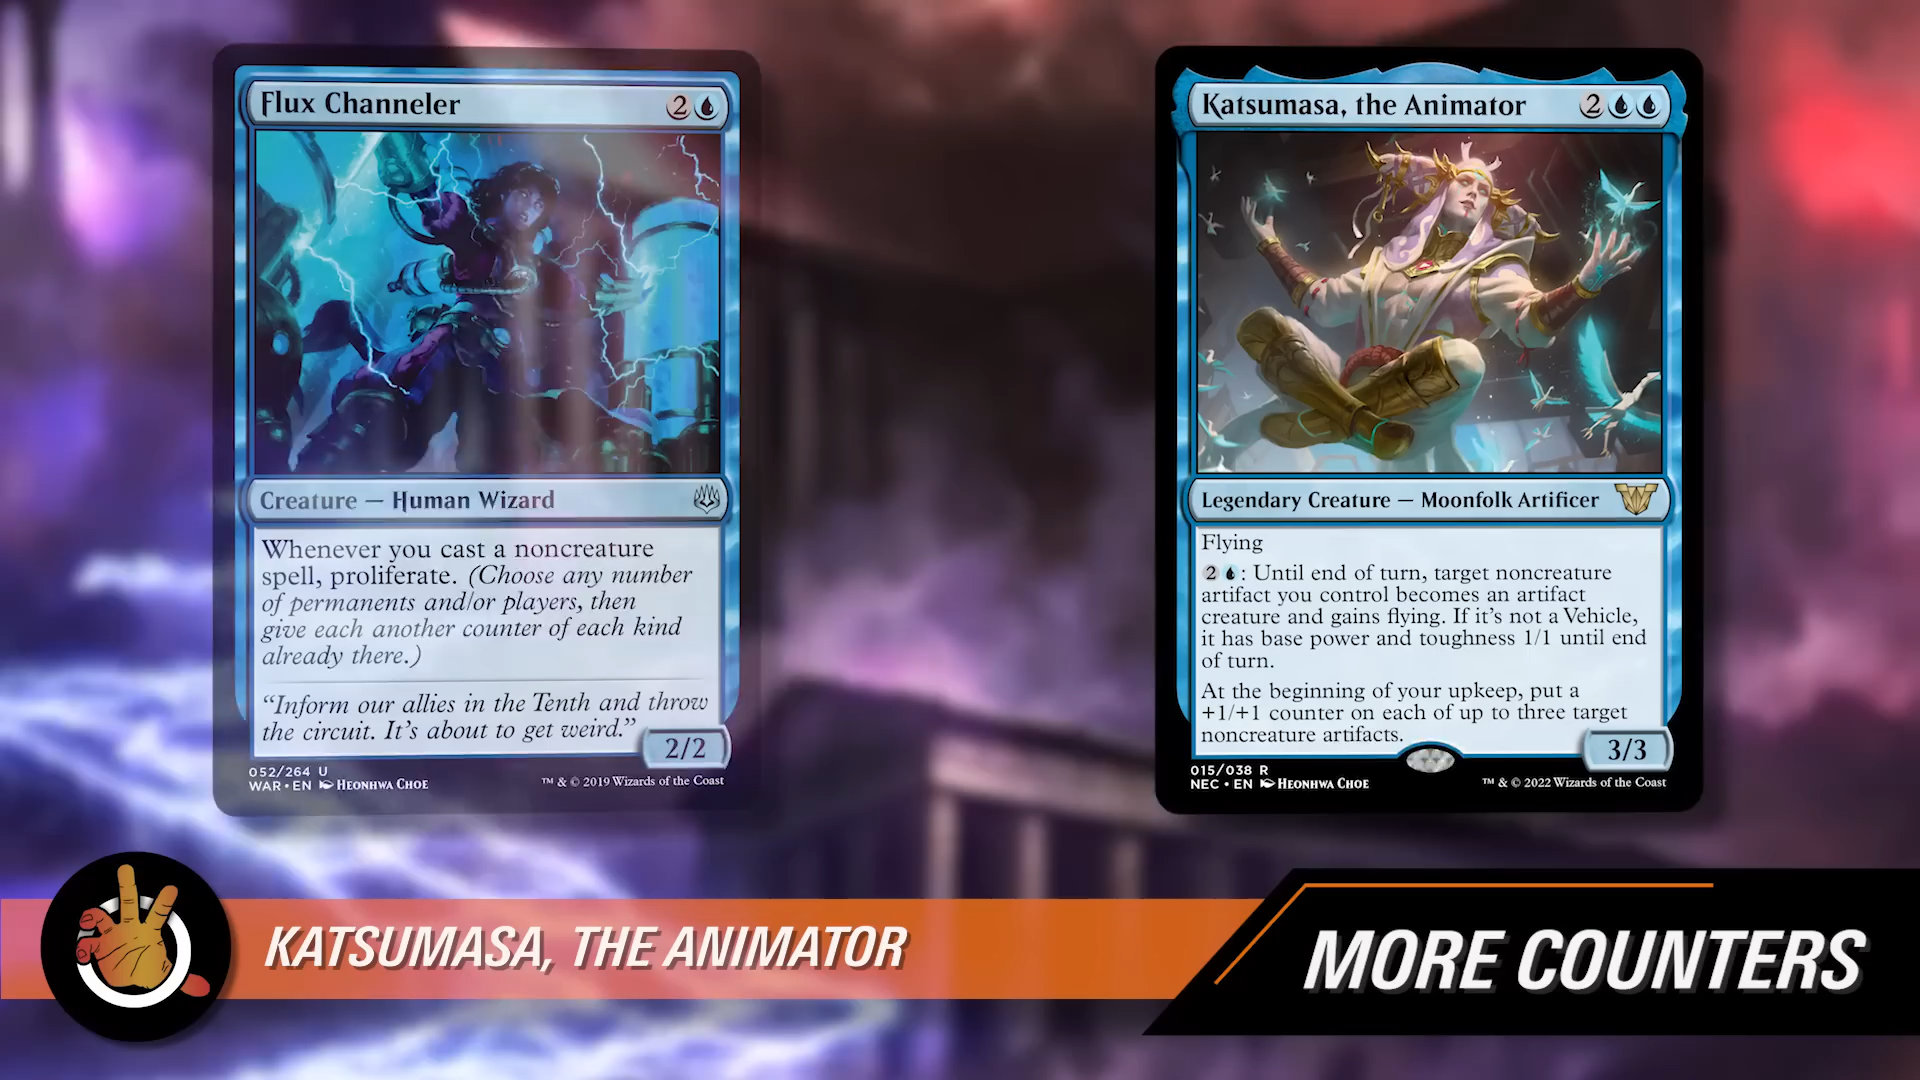 Flux Channeler 2
Creature — Human Wizard
Whenever you cast a noncreature
spell, proliferate. (Choose any number
of permanents and/or players, then
give each another counter of each kind
already there.)
“Inform our allies in the Tenth and throw
the circuit. It’s about to get weird.”
2/2
052/264 U
WAR • EN Heonhwa Choe
™ & © 2019 Wizards of the Coast
Katsumasa, the Animator 2
Legendary Creature — Moonfolk Artificer
Flying
2 : Until end of turn, target noncreature
artifact you control becomes an artifact
creature and gains flying. If it’s not a Vehicle,
it has base power and toughness 1/1 until end
of turn.
At the beginning of your upkeep, put a
+1/+1 counter on each of up to three target
noncreature artifacts.
3/3
015/038 R
NEC • EN Heonhwa Choe
™ & © 2022 Wizards of the Coast
KATSUMASA, THE ANIMATOR
MORE COUNTERS